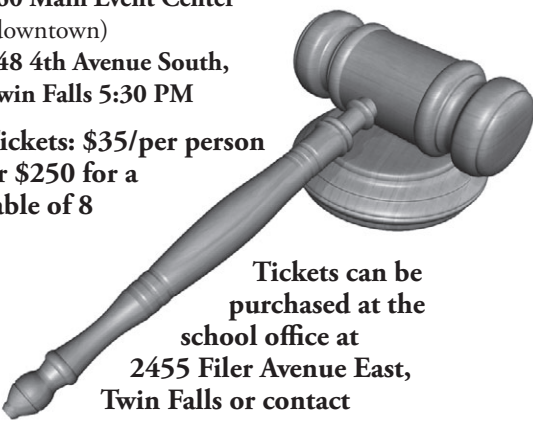 60 Main Event Center
downtown)
48 4th Avenue South,
win Falls 5:30 PM
ickets: $35/per person
r $250 for a
able of 8
Tickets can be
purchased at the
school office at
2455 Filer Avenue East,
Twin Falls or contact